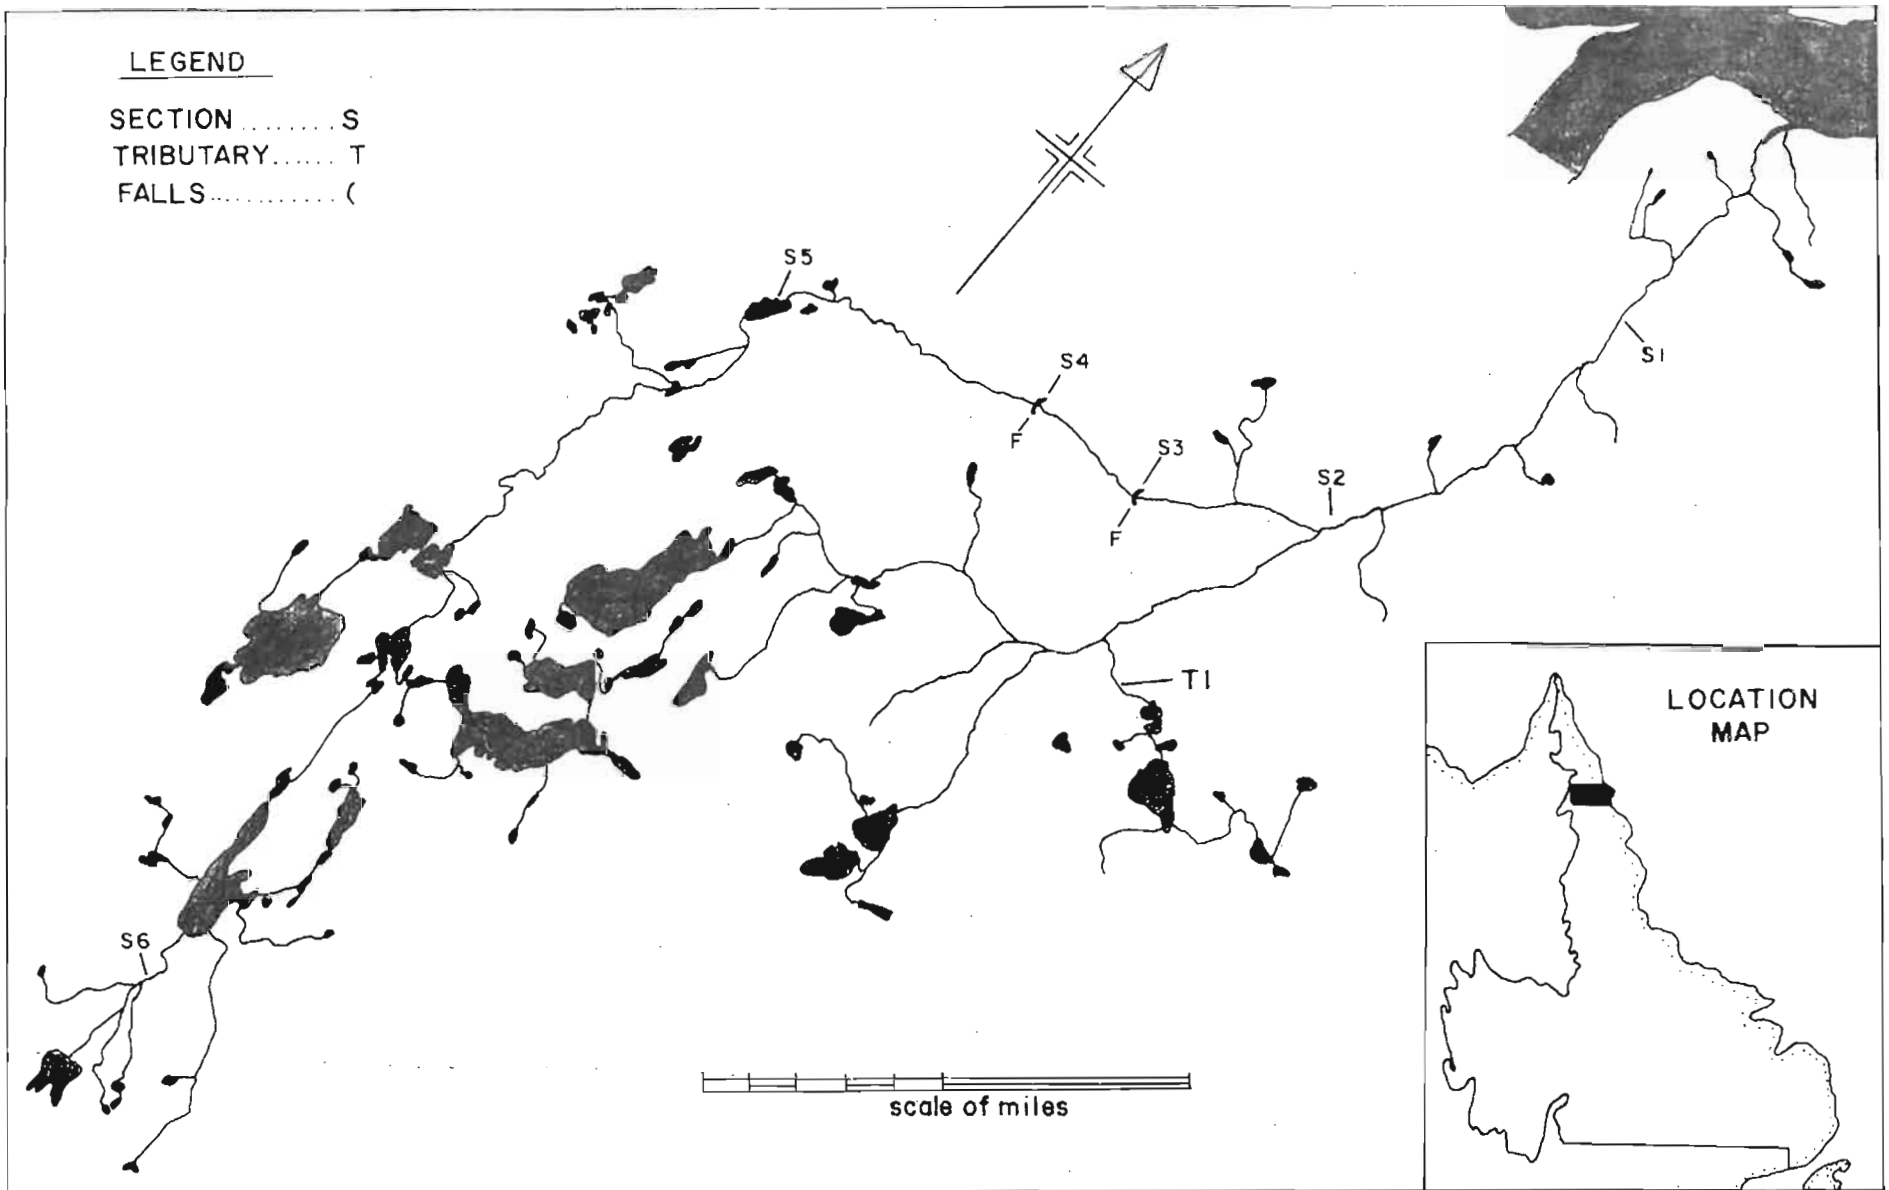 LEGEND
SECTION ........ S
TRIBUTARY...... T
FALLS............ (
S5
S4
F
S3
F
S2
S1
T1
S6
scale of miles
LOCATION
MAP